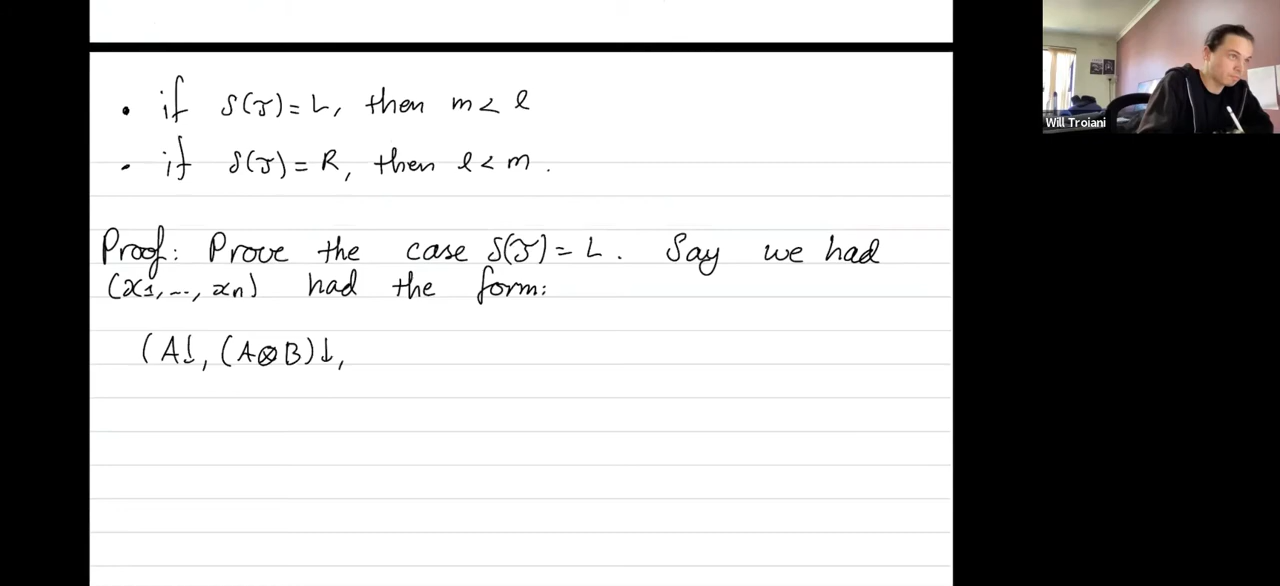 • if S(𝒯) = L, then m < l
• if S(𝒯) = R, then l < m.
Proof: Prove the case S(𝒯) = L. Say we had
(x1, ..., xn) had the form:
(A↓, (A⊗B)↓,
Will Troiani